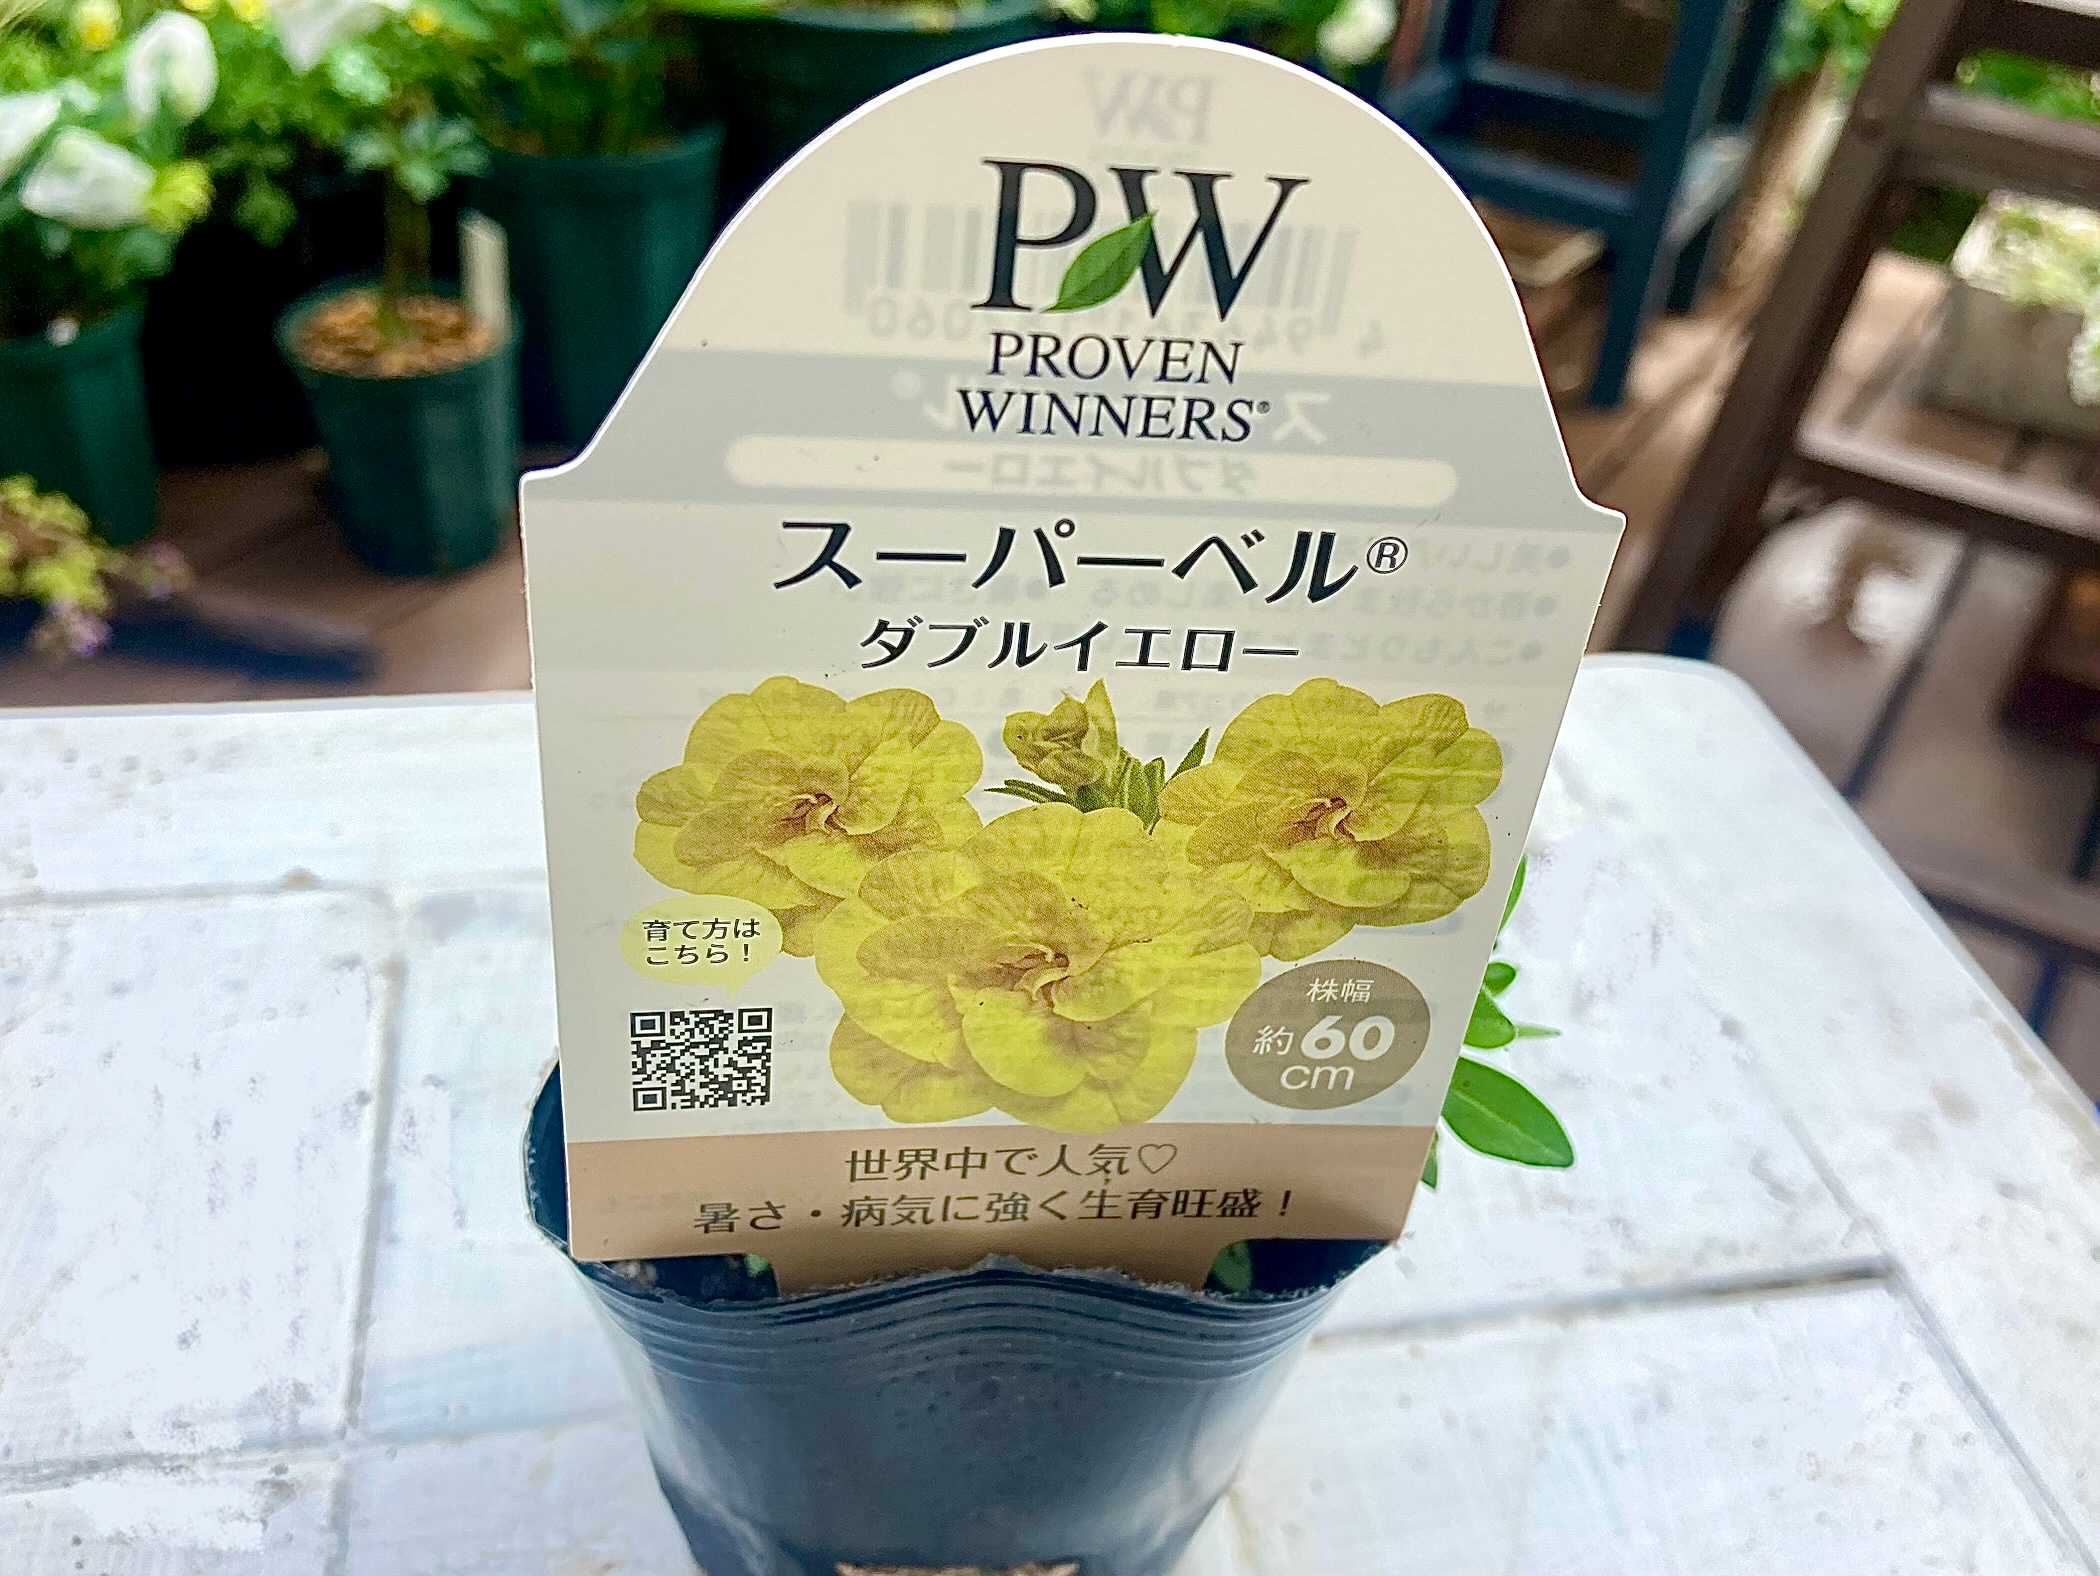 PW
PROVEN
WINNERS®
スーパーベル®
ダブルイエロー
育て方は
こちら！
株幅
約60
cm
世界中で人気♡
暑さ・病気に強く生育旺盛！